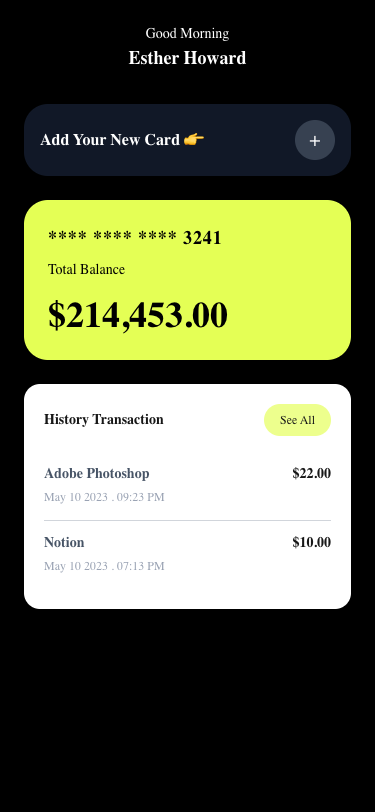 Good Morning
Esther Howard
Add Your New Card 👉
+
**** **** **** 3241
Total Balance
$214,453.00
History Transaction
See All
Adobe Photoshop
$22.00
May 10 2023 . 09:23 PM
Notion
$10.00
May 10 2023 . 07:13 PM